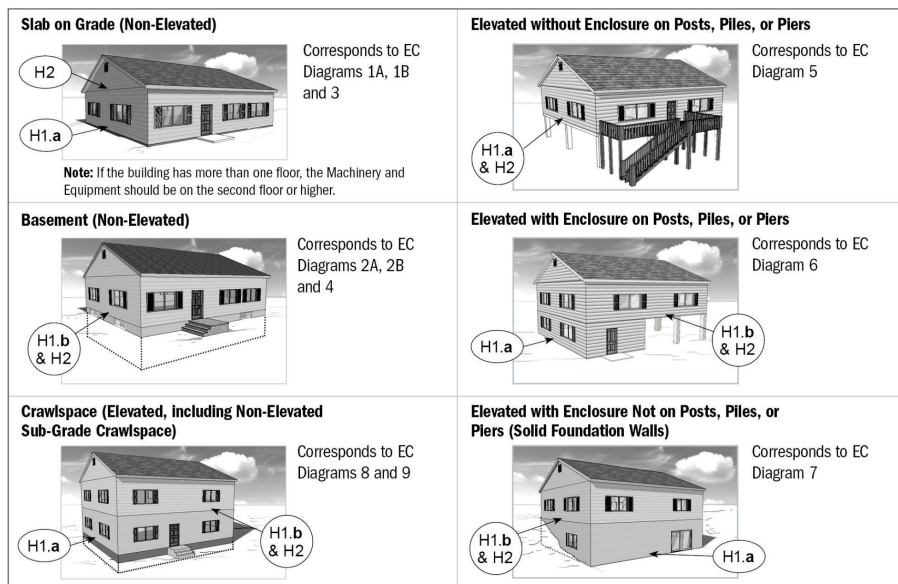 Slab on Grade (Non-Elevated)
H2
H1.a
Corresponds to EC
Diagrams 1A, 1B
and 3
Note: If the building has more than one floor, the Machinery and
Equipment should be on the second floor or higher.
Elevated without Enclosure on Posts, Piles, or Piers
H1.a
& H2
Corresponds to EC
Diagram 5
Basement (Non-Elevated)
H1.b
& H2
Corresponds to EC
Diagrams 2A, 2B
and 4
Elevated with Enclosure on Posts, Piles, or Piers
H1.a
H1.b
& H2
Corresponds to EC
Diagram 6
Crawlspace (Elevated, including Non-Elevated
Sub-Grade Crawlspace)
H1.a
H1.b
& H2
Corresponds to EC
Diagrams 8 and 9
Elevated with Enclosure Not on Posts, Piles, or
Piers (Solid Foundation Walls)
H1.b
& H2
H1.a
Corresponds to EC
Diagram 7